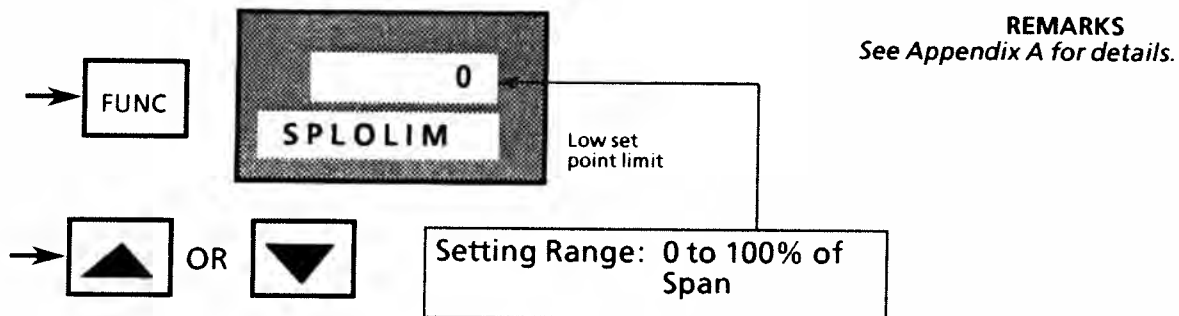 REMARKS
See Appendix A for details.
FUNC
0
SPLOLIM
Low set
point limit
OR
Setting Range: 0 to 100% of
Span